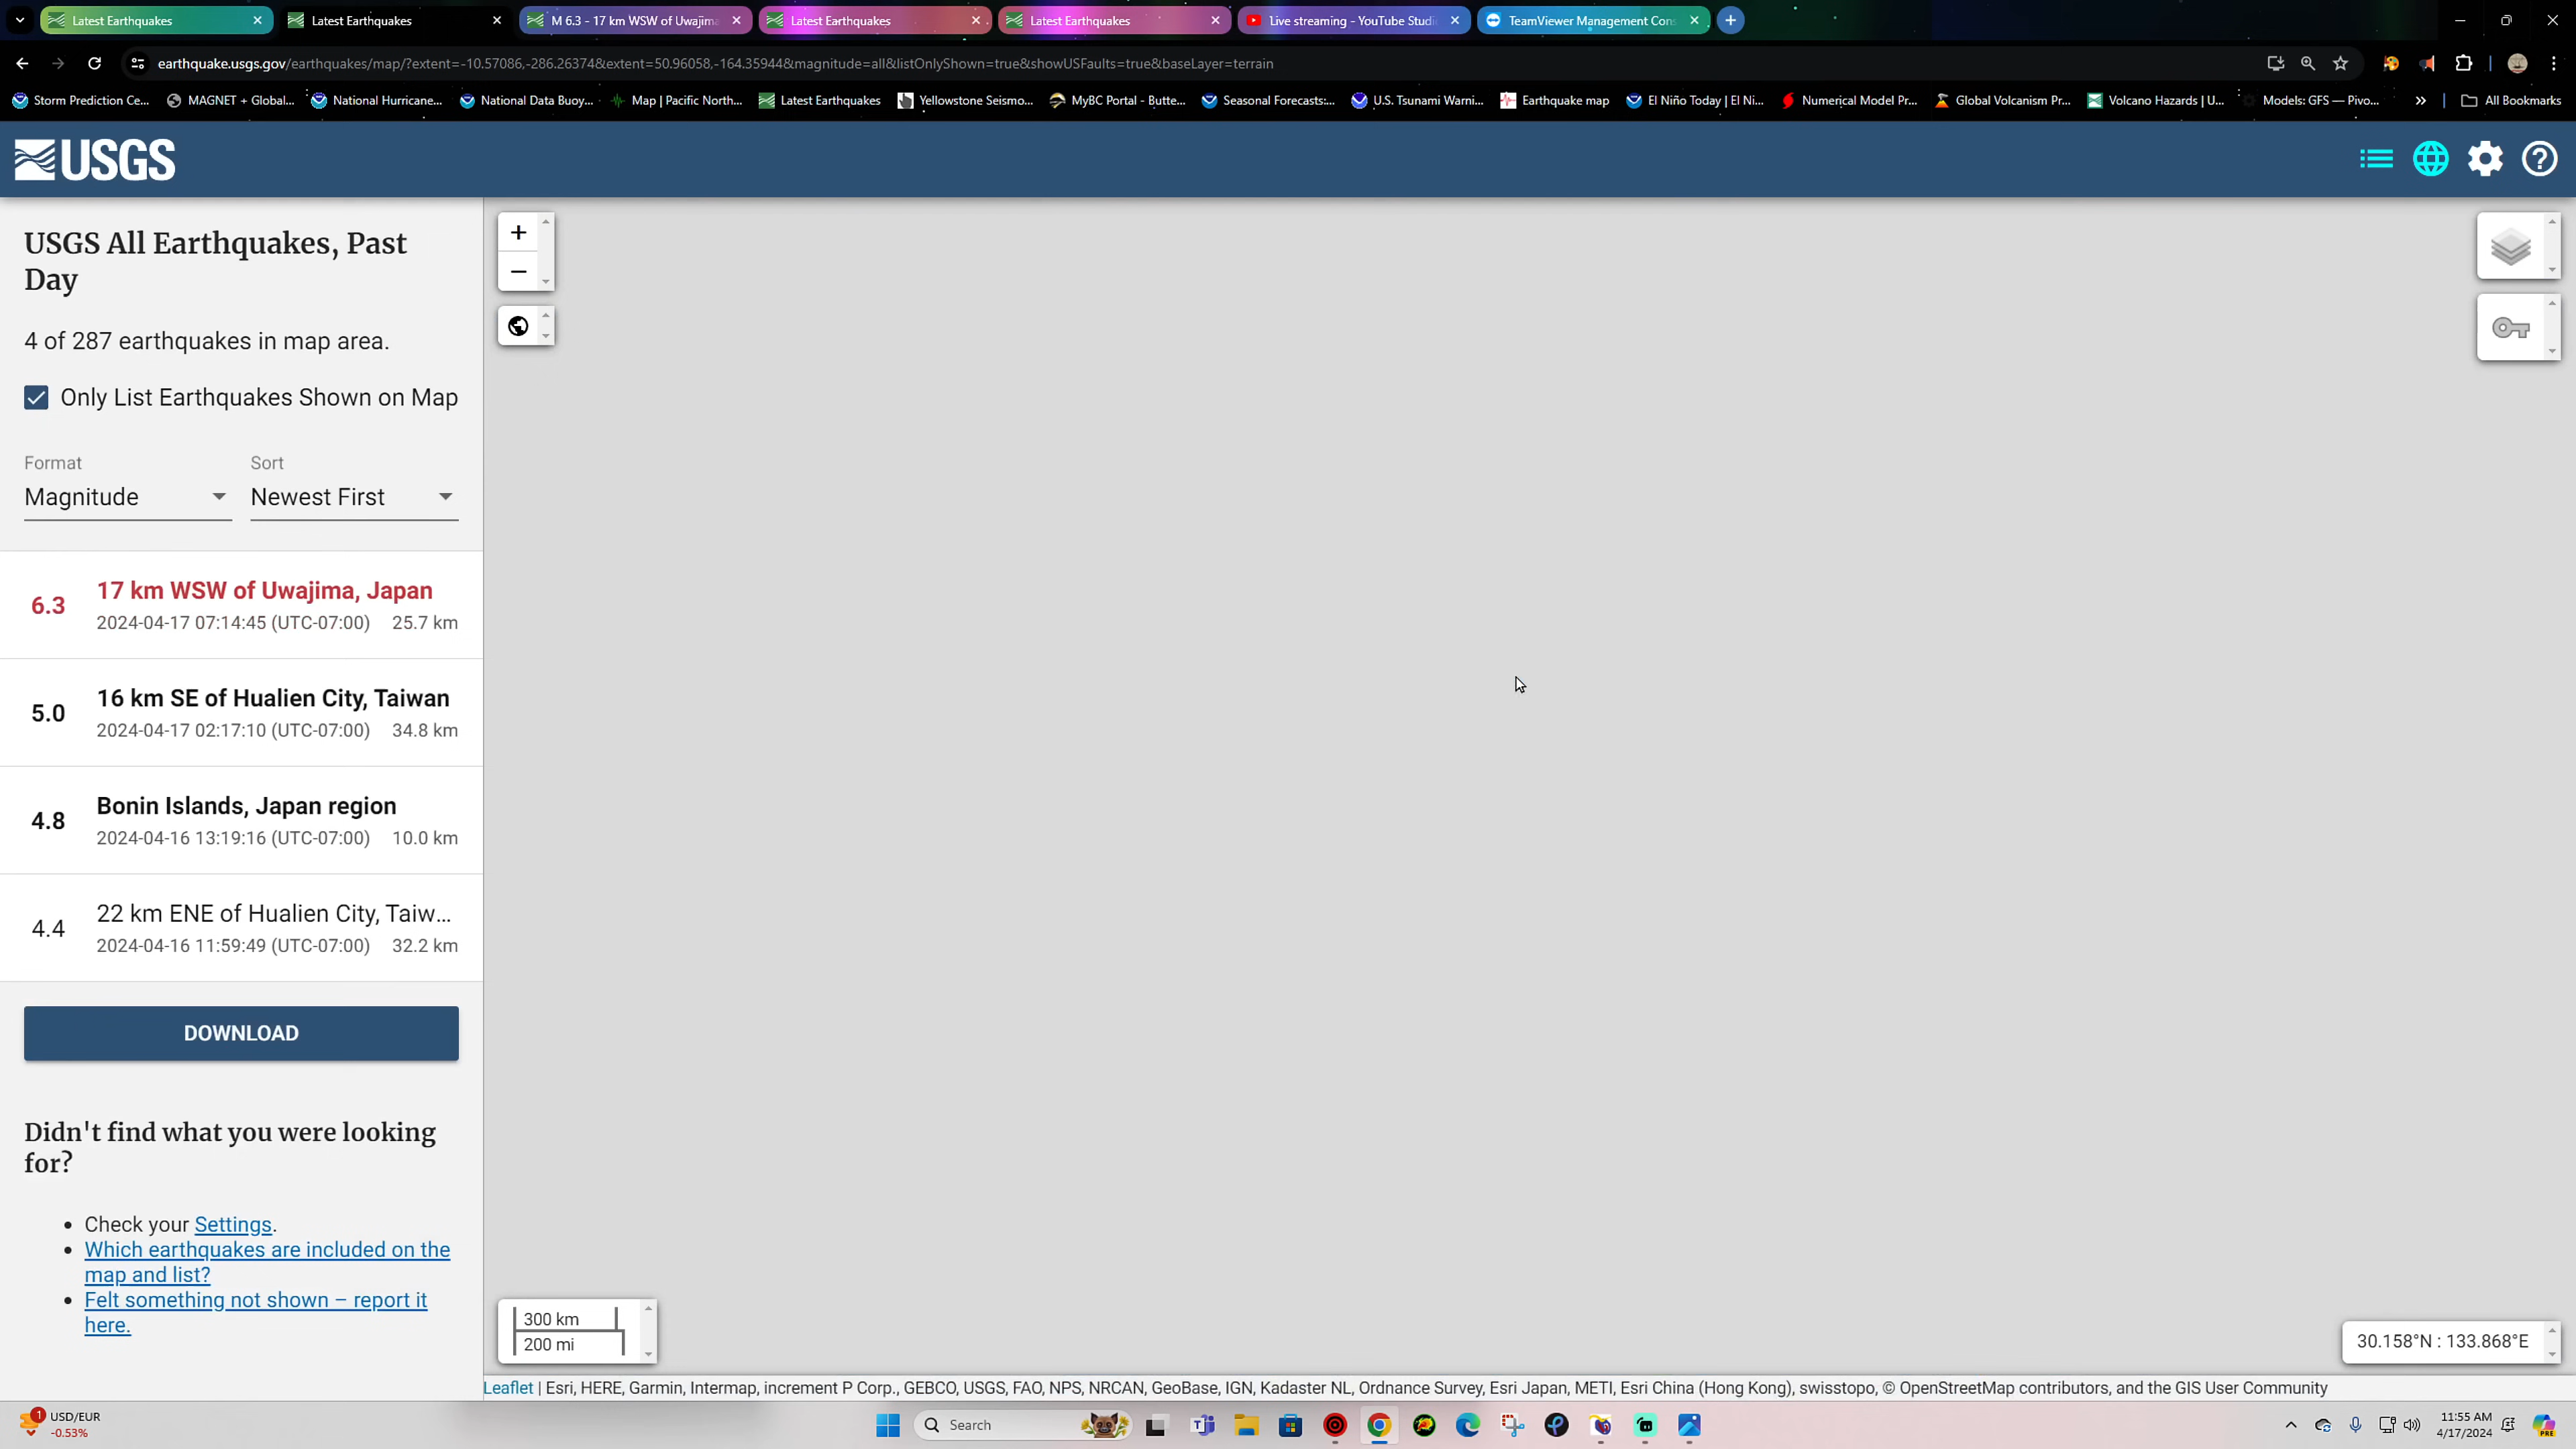 Latest Earthquakes
Latest Earthquakes
M 6.3 - 17 km WSW of Uwajima
Latest Earthquakes
Latest Earthquakes
Live streaming - YouTube Studi
TeamViewer Management Cons
earthquake.usgs.gov/earthquakes/map/?extent=-10.57086,-286.26374&extent=50.96058,-164.35944&magnitude=all&listOnlyShown=true&showUSFaults=true&baseLayer=terrain
Storm Prediction Ce...
MAGNET + Global...
National Hurricane...
National Data Buoy...
Map | Pacific North...
Latest Earthquakes
Yellowstone Seismo...
MyBC Portal - Butte...
Seasonal Forecasts:...
U.S. Tsunami Warni...
Earthquake map
El Niño Today | El Ni...
Numerical Model Pr...
Global Volcanism Pr...
Volcano Hazards | U...
Models: GFS — Pivo...
All Bookmarks
USGS
USGS All Earthquakes, Past
Day
4 of 287 earthquakes in map area.
Only List Earthquakes Shown on Map
Format
Magnitude
Sort
Newest First
6.3
17 km WSW of Uwajima, Japan
2024-04-17 07:14:45 (UTC-07:00) 25.7 km
5.0
16 km SE of Hualien City, Taiwan
2024-04-17 02:17:10 (UTC-07:00) 34.8 km
4.8
Bonin Islands, Japan region
2024-04-16 13:19:16 (UTC-07:00) 10.0 km
4.4
22 km ENE of Hualien City, Taiw...
2024-04-16 11:59:49 (UTC-07:00) 32.2 km
DOWNLOAD
Didn't find what you were looking
for?
Check your Settings.
Which earthquakes are included on the
map and list?
Felt something not shown – report it
here.
300 km
200 mi
30.158°N : 133.868°E
Leaflet | Esri, HERE, Garmin, Intermap, increment P Corp., GEBCO, USGS, FAO, NPS, NRCAN, GeoBase, IGN, Kadaster NL, Ordnance Survey, Esri Japan, METI, Esri China (Hong Kong), swisstopo, © OpenStreetMap contributors, and the GIS User Community
1
USD/EUR
-0.53%
Search
11:55 AM
4/17/2024
PRE